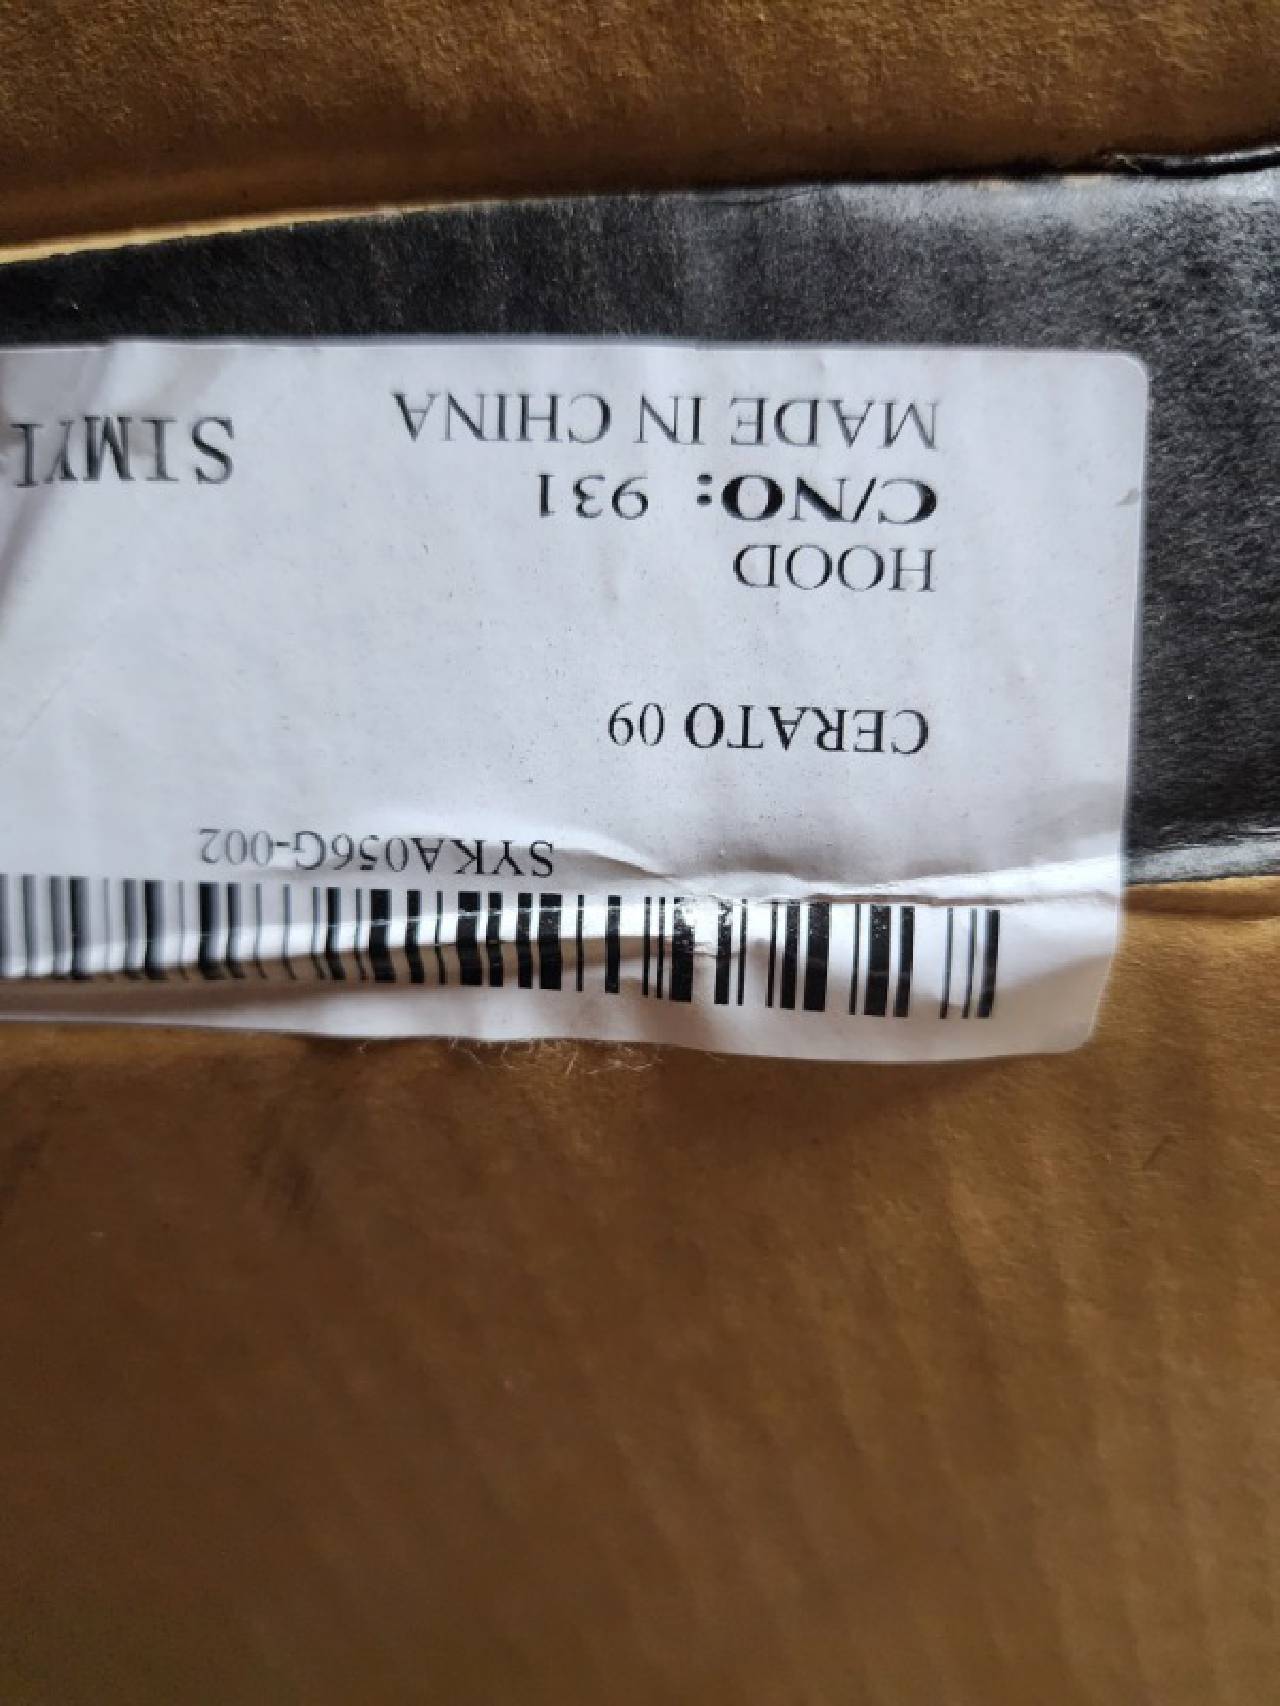 SYKA056G-002
CERATO 09
HOOD
C/NO: 931
MADE IN CHINA
SIMYI